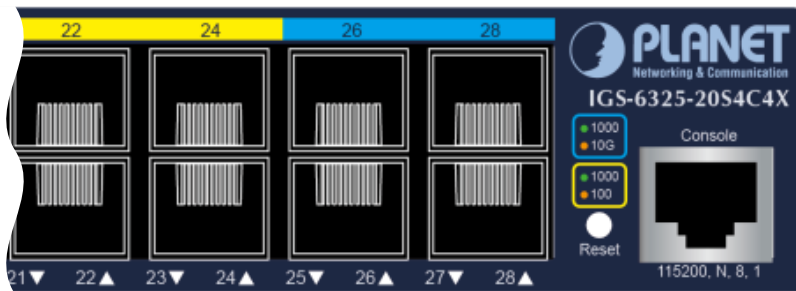 22 24 26 28
PLANET
Networking & Communication
IGS-6325-20S4C4X
1000
10G
Console
1000
100
Reset
21▼ 22▲ 23▼ 24▲ 25▼ 26▲ 27▼ 28▲
115200, N, 8, 1